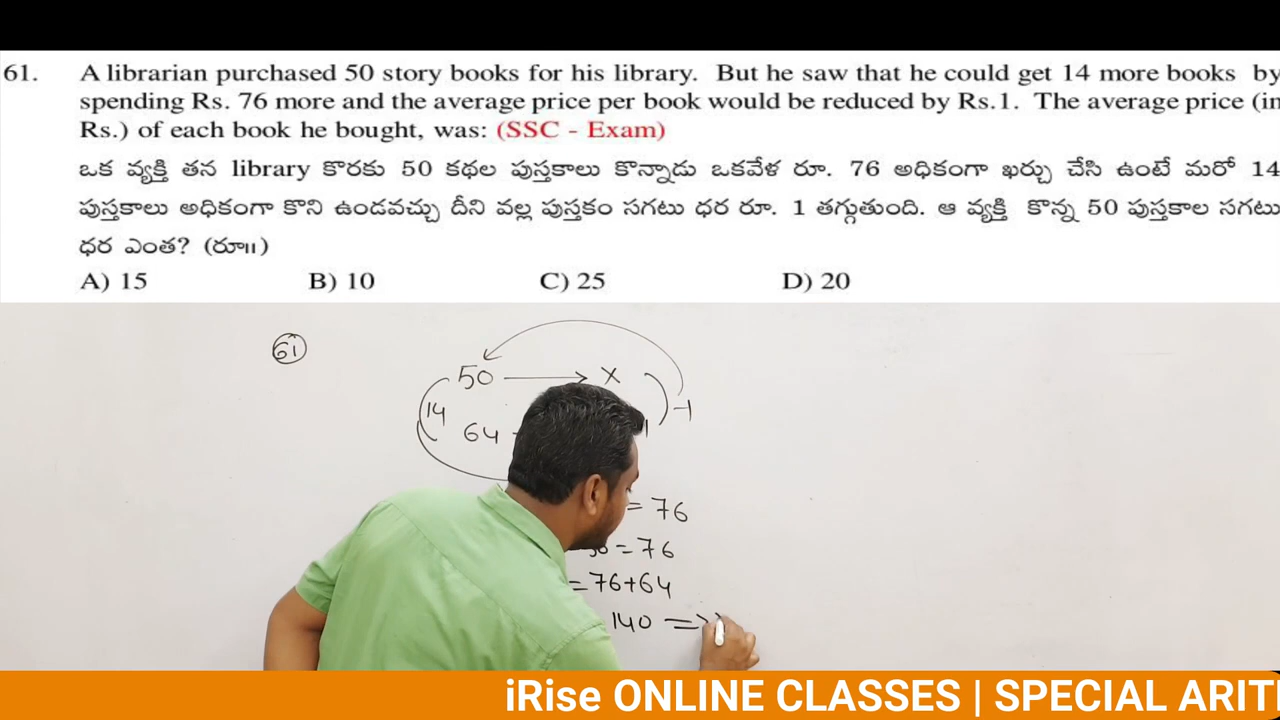 61. A librarian purchased 50 story books for his library. But he saw that he could get 14 more books by
spending Rs. 76 more and the average price per book would be reduced by Rs.1. The average price (in
Rs.) of each book he bought, was: (SSC - Exam)
ఒక వ్యక్తి తన library కొరకు 50 కథల పుస్తకాలు కొన్నాడు ఒకవేళ రూ. 76 అధికంగా ఖర్చు చేసి ఉంటే మరో 14
పుస్తకాలు అధికంగా కొని ఉండవచ్చు దీని వల్ల పుస్తకం సగటు ధర రూ. 1 తగ్గుతుంది. ఆ వ్యక్తి కొన్న 50 పుస్తకాల సగటు
ధర ఎంత? (రూ॥)
A) 15 B) 10 C) 25 D) 20
61
50 → x
14 -1
64
= 76
= 76
= 76+64
140 =>
iRise ONLINE CLASSES | SPECIAL ARIT